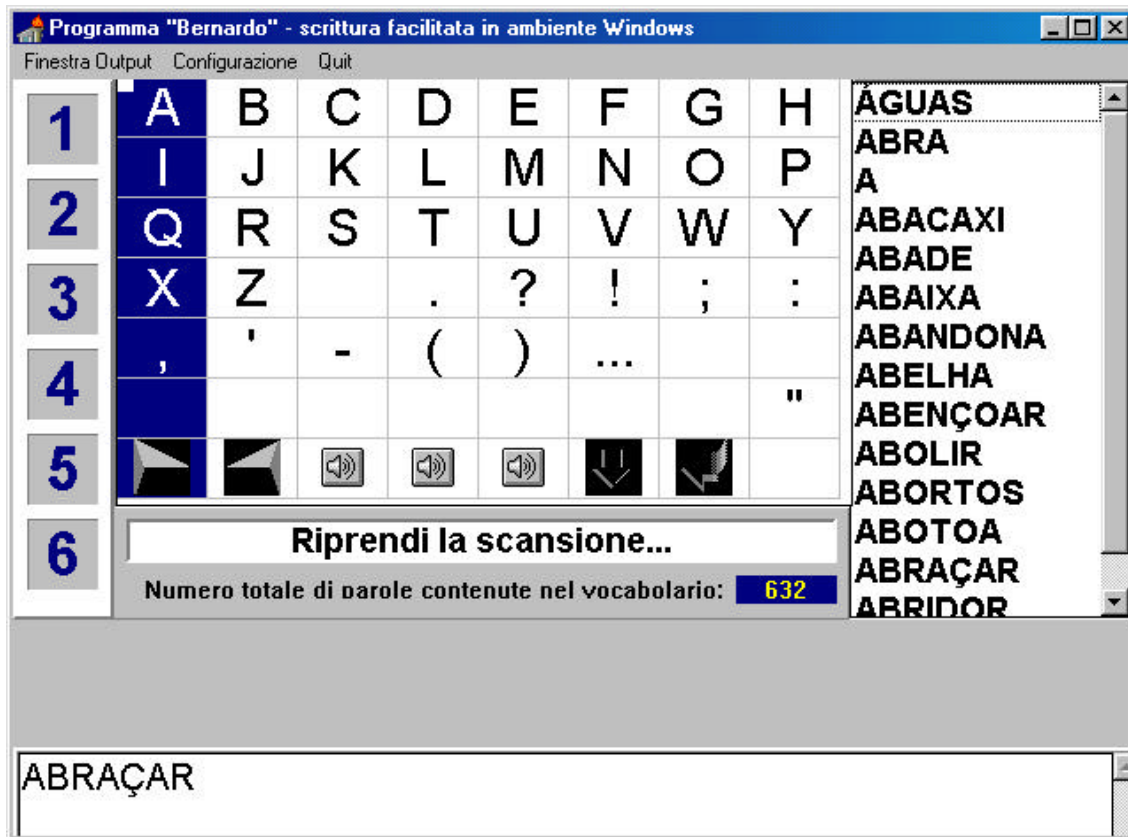 Programma "Bernardo" - scrittura facilitata in ambiente Windows
Finestra Output Configurazione Quit
1
2
3
4
5
6
A B C D E F G H
I J K L M N O P
Q R S T U V W Y
X Z . ? ! ; :
, ' - ( ) ...
"
Riprendi la scansione...
Numero totale di parole contenute nel vocabolario: 632
ÁGUAS
ABRA
A
ABACAXI
ABADE
ABAIXA
ABANDONA
ABELHA
ABENÇOAR
ABOLIR
ABORTOS
ABOTOA
ABRAÇAR
ABRIDOR
ABRAÇAR